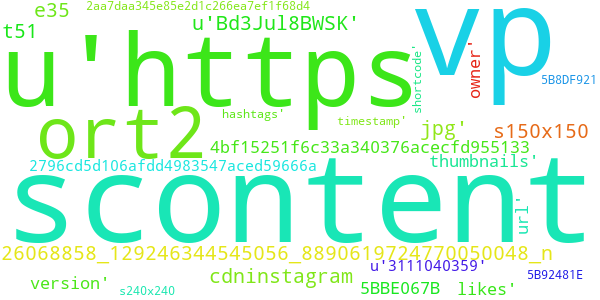 e35
2aa7daa345e85e2d1c266ea7ef1f68d4
t51
u'Bd3Jul8BWSK'
vp
u'https
shortcode'
owner'
5B8DF921
hashtags'
timestamp'
ort2
jpg'
s150x150
4bf15251f6c33a340376acecfd955133
2796cd5d106afdd4983547aced59666a
thumbnails'
scontent
url'
26068858_129246344545056_8890619724770050048_n
u'3111040359'
cdninstagram
5B92481E
version'
s240x240
5BBE067B
likes'